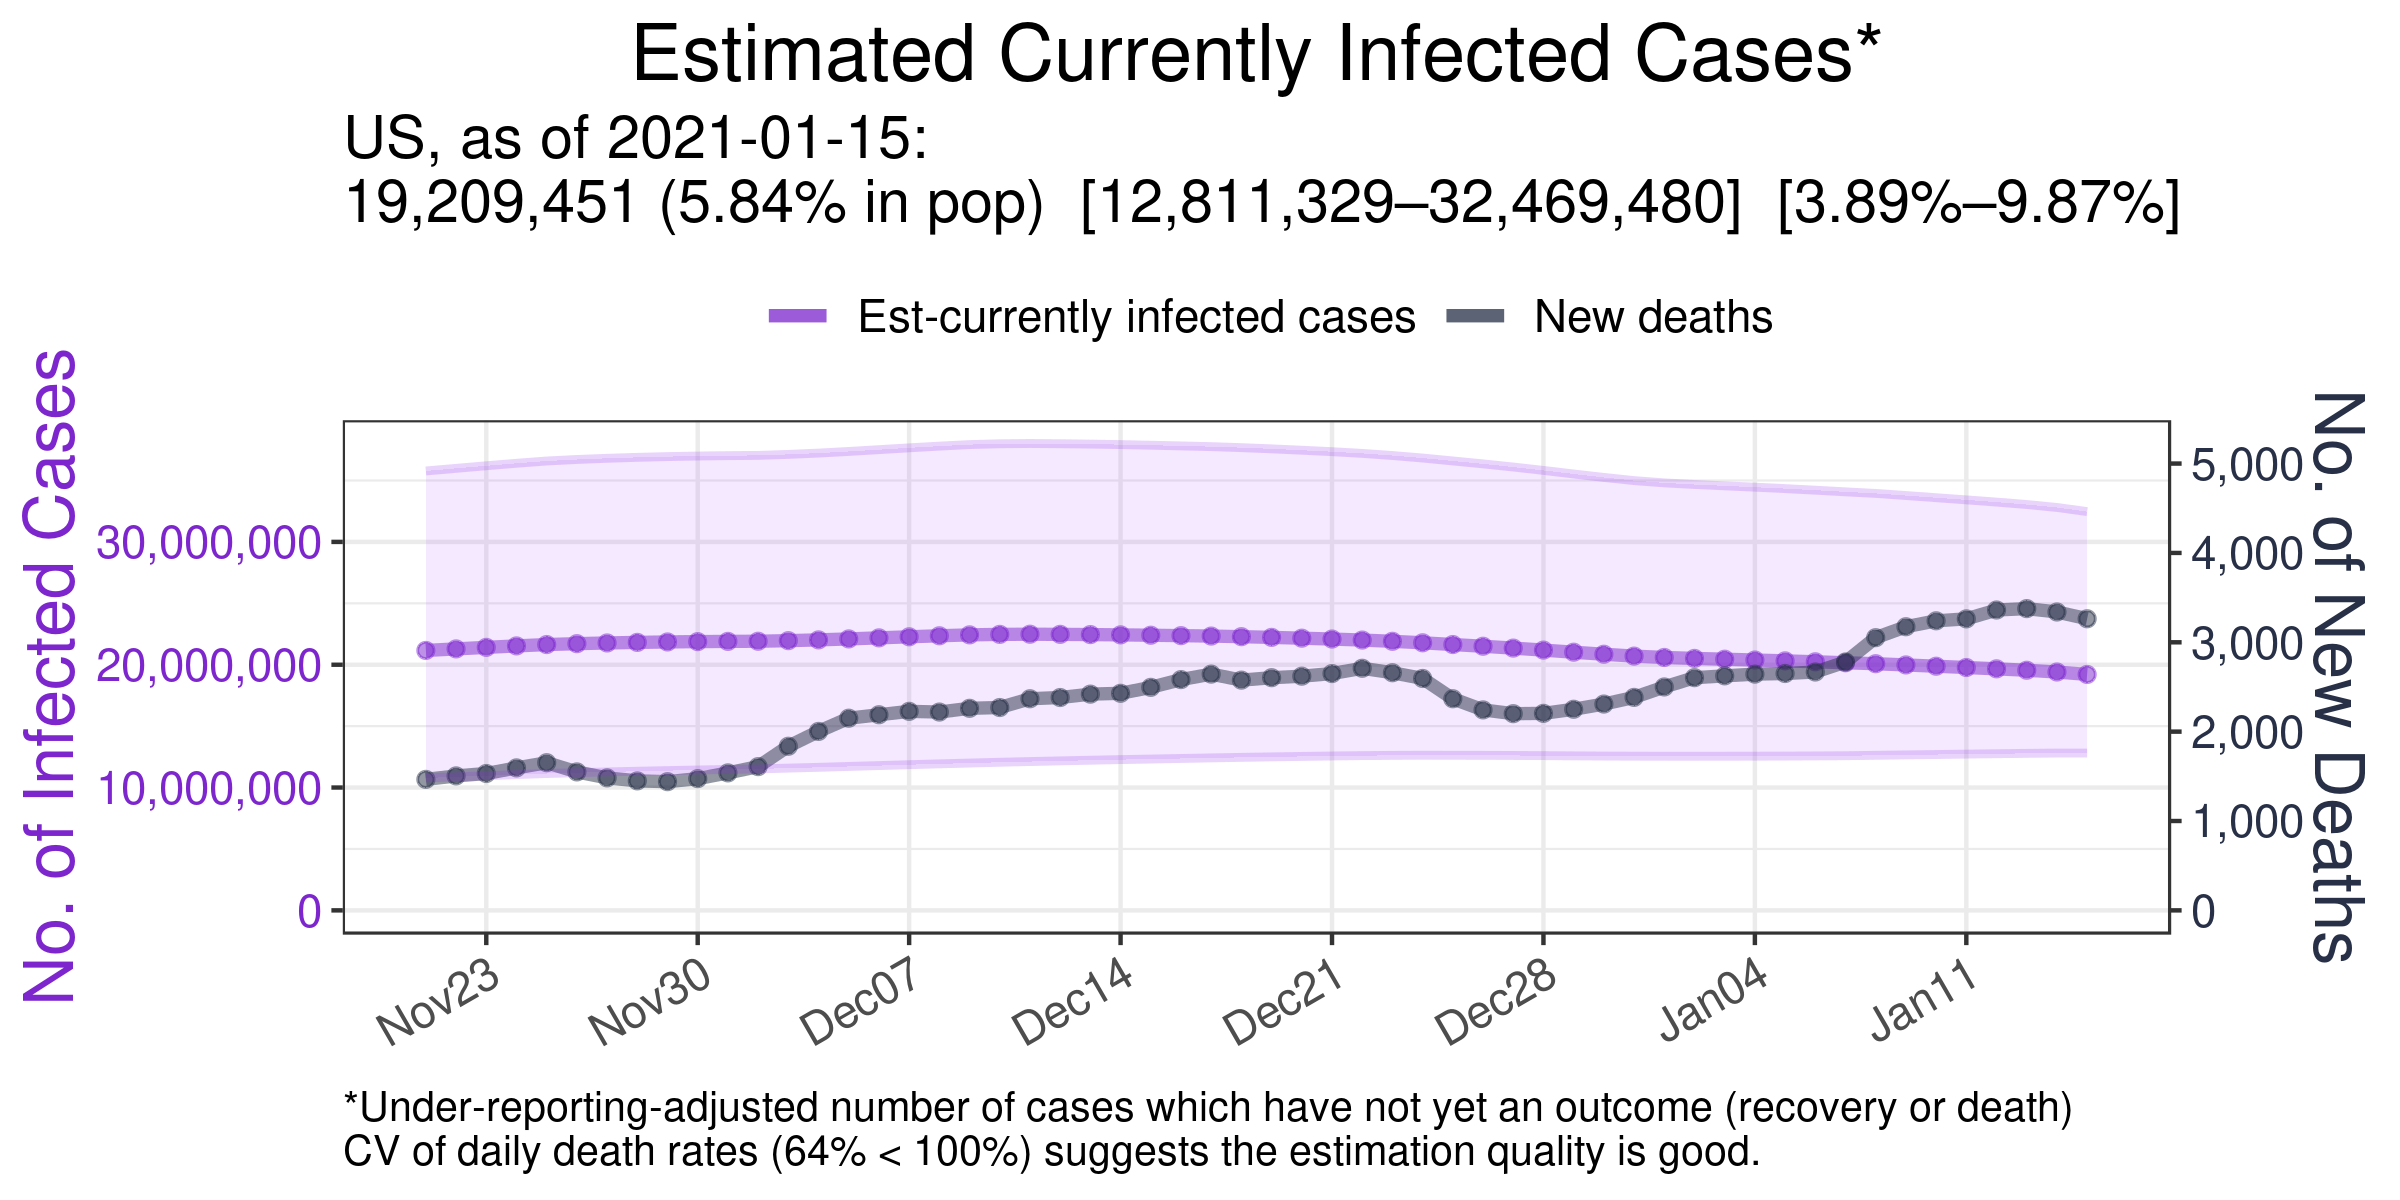 Estimated Currently Infected Cases*
US, as of 2021-01-15:
19,209,451 (5.84% in pop) [12,811,329–32,469,480] [3.89%–9.87%]
Est-currently infected cases
New deaths
No. of Infected Cases
30,000,000
20,000,000
10,000,000
0
5,000
4,000
3,000
2,000
1,000
0
No. of New Deaths
Nov23
Nov30
Dec07
Dec14
Dec21
Dec28
Jan04
Jan11
*Under-reporting-adjusted number of cases which have not yet an outcome (recovery or death)
CV of daily death rates (64% < 100%) suggests the estimation quality is good.